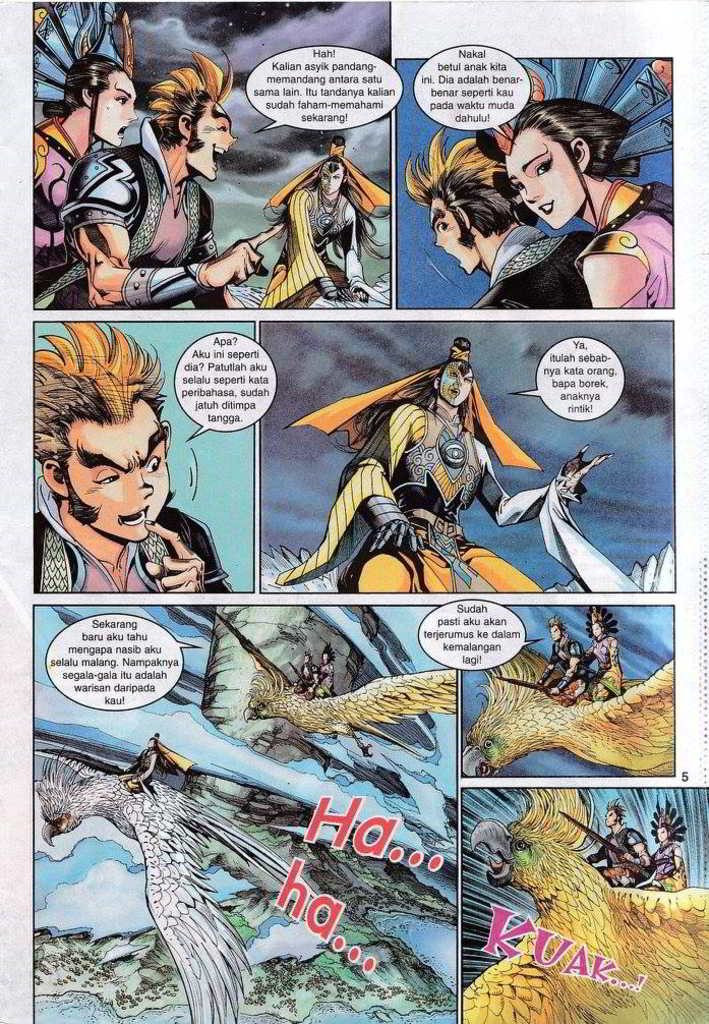 Hah!
Kalian asyik pandang-
memandang antara satu
sama lain. Itu tandanya kalian
sudah faham-memahami
sekarang!
Nakal
betul anak kita
ini. Dia adalah benar-
benar seperti kau
pada waktu muda
dahulu!
Apa?
Aku ini seperti
dia? Patutlah aku
selalu seperti kata
peribahasa, sudah
jatuh ditimpa
tangga.
Ya,
itulah sebab-
nya kata orang,
bapa borek,
anaknya
rintik!
Sekarang
baru aku tahu
mengapa nasib aku
selalu malang. Nampaknya
segala-gala itu adalah
warisan daripada
kau!
Sudah
pasti aku akan
terjerumus ke dalam
kemalangan
lagi!
5
Ha...
ha...
KUAK...!